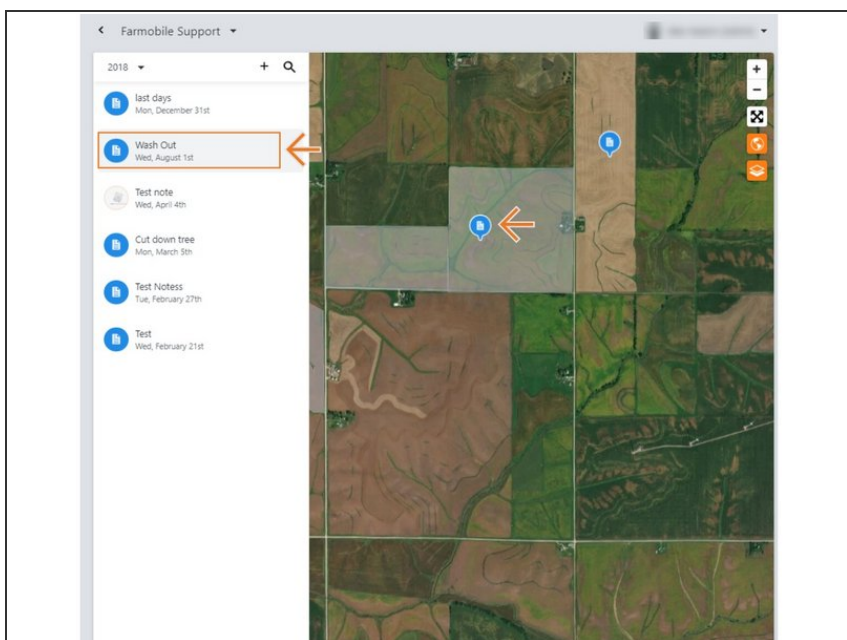 Farmobile Support
2018
last days
Mon, December 31st
Wash Out
Wed, August 1st
Test note
Wed, April 4th
Cut down tree
Mon, March 5th
Test Notess
Tue, February 27th
Test
Wed, February 21st